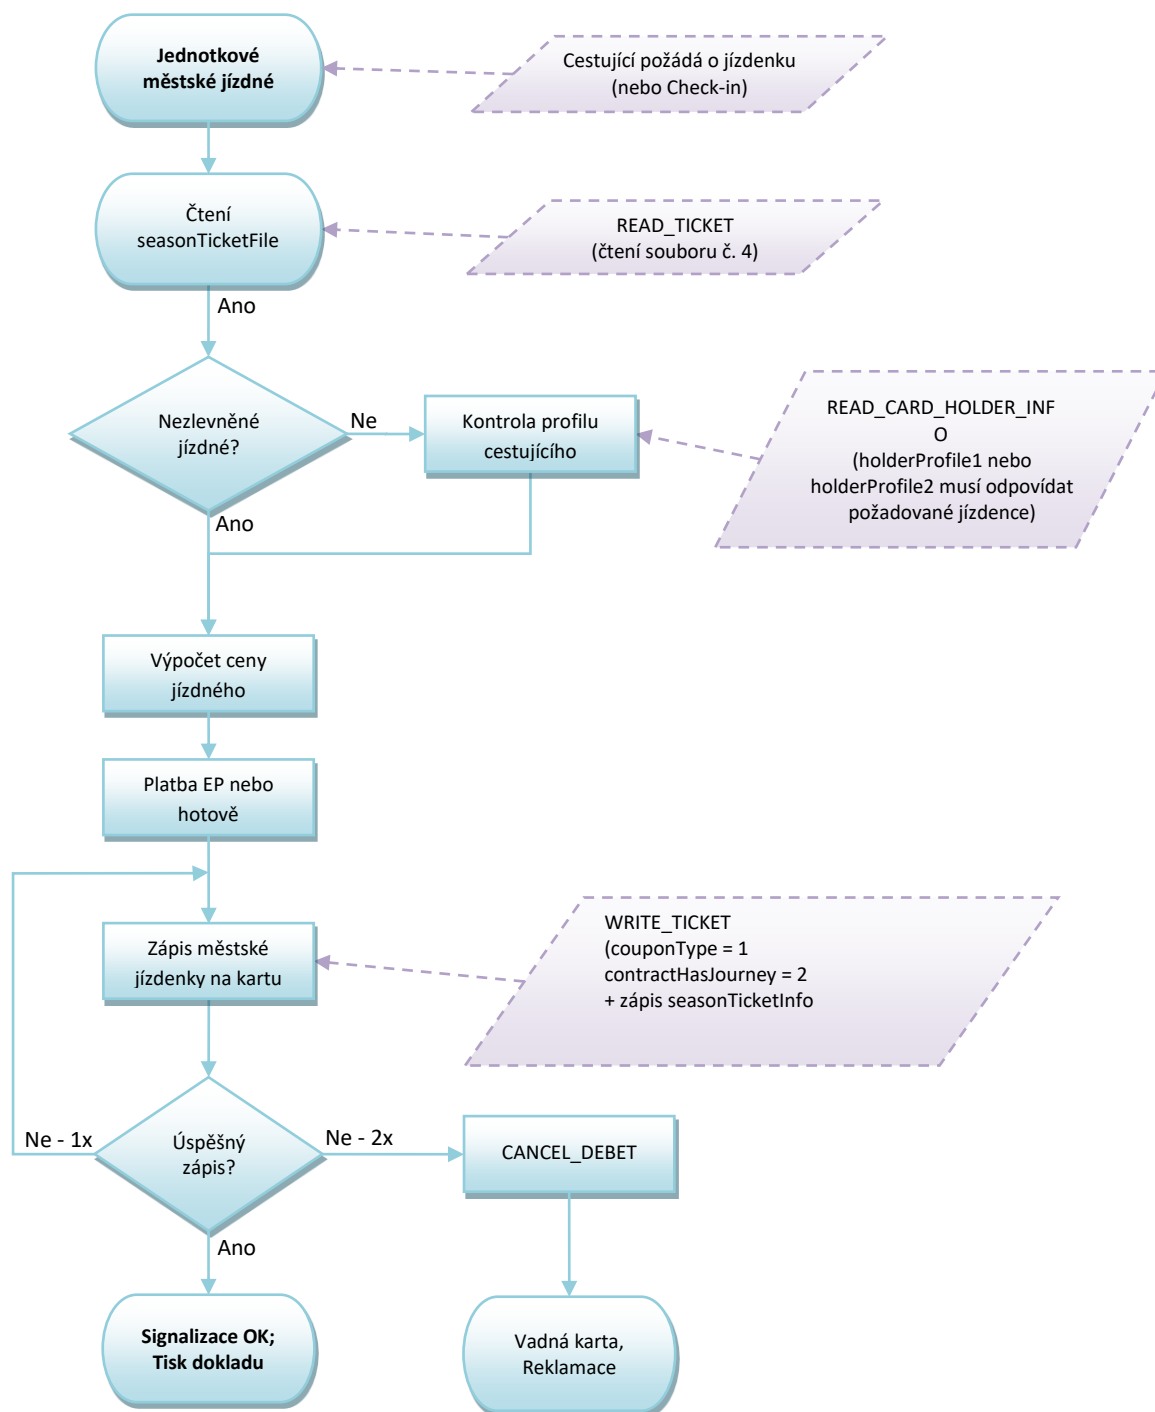 Jednotkové
městské jízdné
Cestující požádá o jízdenku
(nebo Check-in)
Čtení
seasonTicketFile
READ_TICKET
(čtení souboru č. 4)
Ano
Nezlevněné
jízdné?
Ne
Kontrola profilu
cestujícího
READ_CARD_HOLDER_INF
O
(holderProfile1 nebo
holderProfile2 musí odpovídat
požadované jízdence)
Ano
Výpočet ceny
jízdného
Platba EP nebo
hotově
Zápis městské
jízdenky na kartu
WRITE_TICKET
(couponType = 1
contractHasJourney = 2
+ zápis seasonTicketInfo
Ne - 1x
Úspěšný
zápis?
Ne - 2x
CANCEL_DEBET
Ano
Signalizace OK;
Tisk dokladu
Vadná karta,
Reklamace